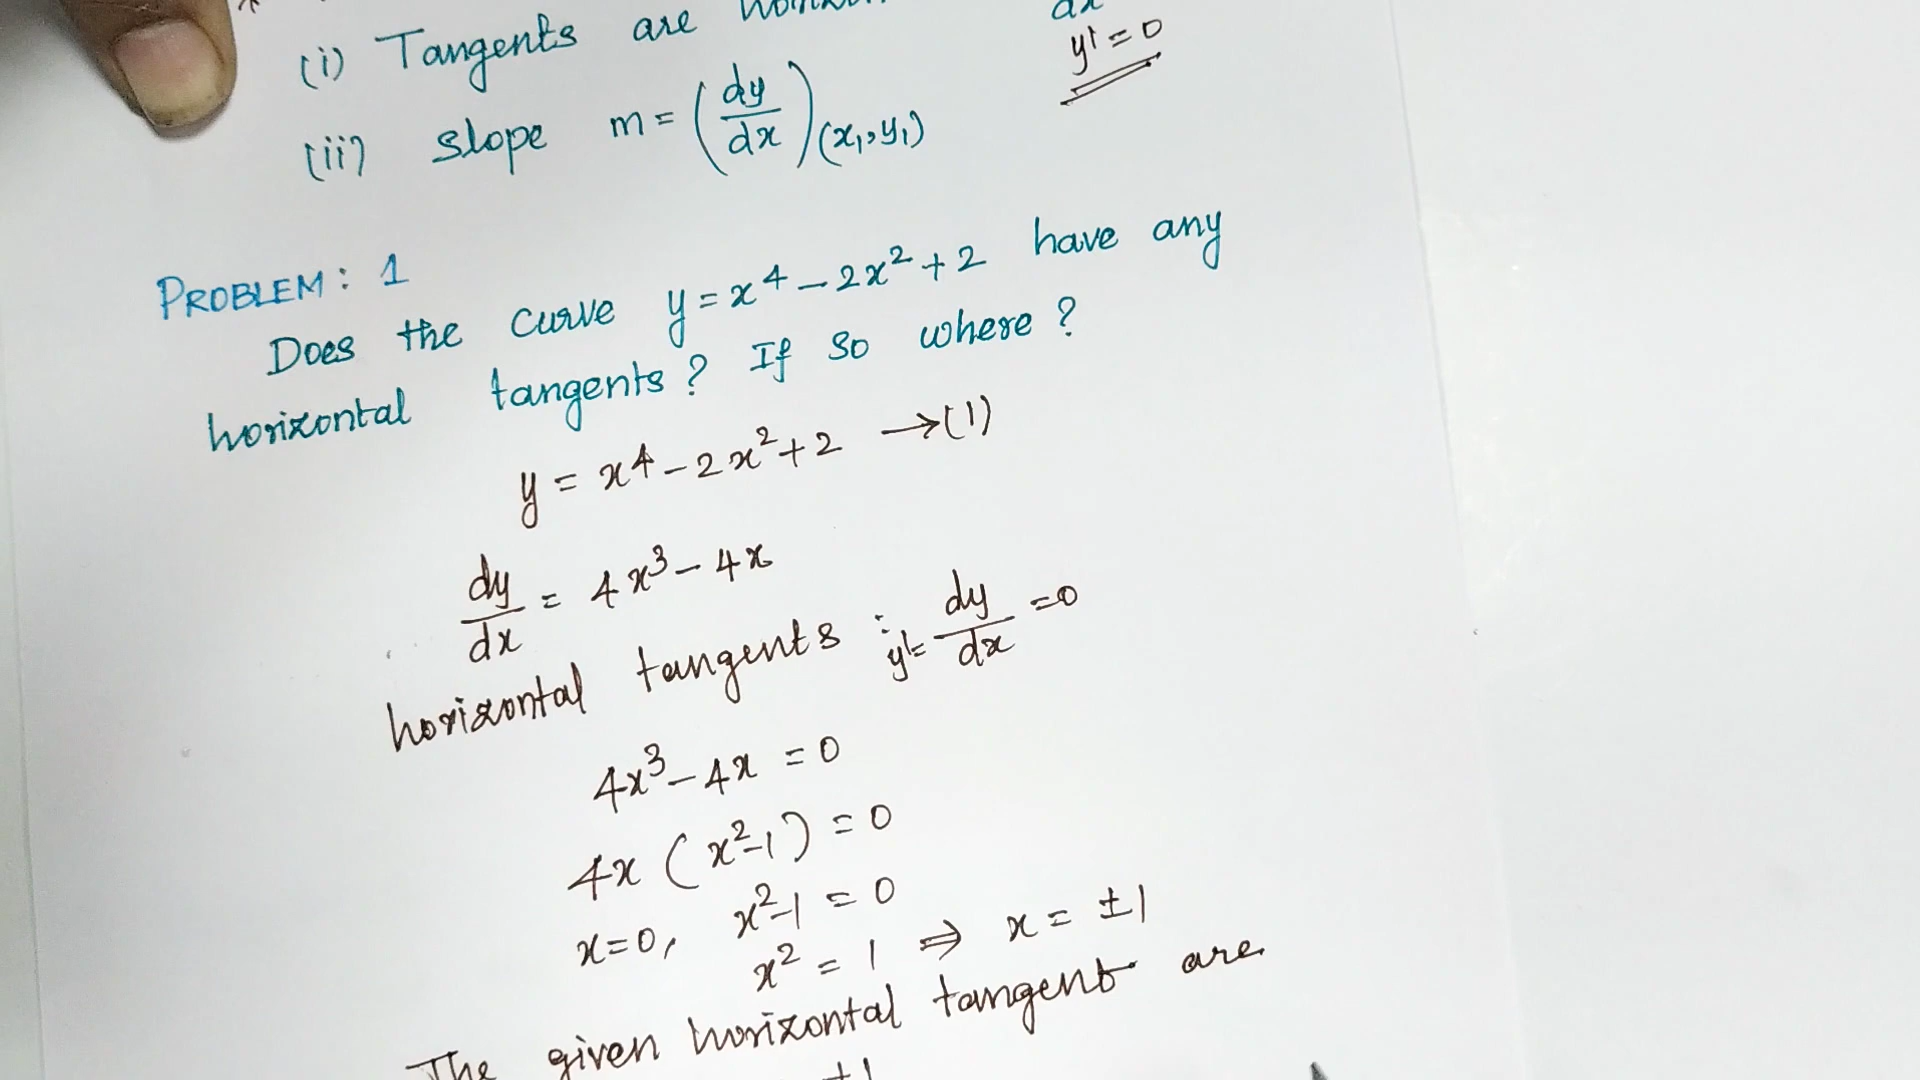 (i) Tangents are
y' = 0
(ii) slope m = (dy/dx)(x₁,y₁)
PROBLEM: 1
Does the curve y = x⁴ - 2x² + 2 have any
horizontal tangents? If so where?
y = x⁴ - 2x² + 2 → (1)
dy/dx = 4x³ - 4x
horizontal tangents : y' = dy/dx = 0
4x³ - 4x = 0
4x (x² - 1) = 0
x = 0, x² - 1 = 0
x² = 1 ⇒ x = ±1
The given horizontal tangent are